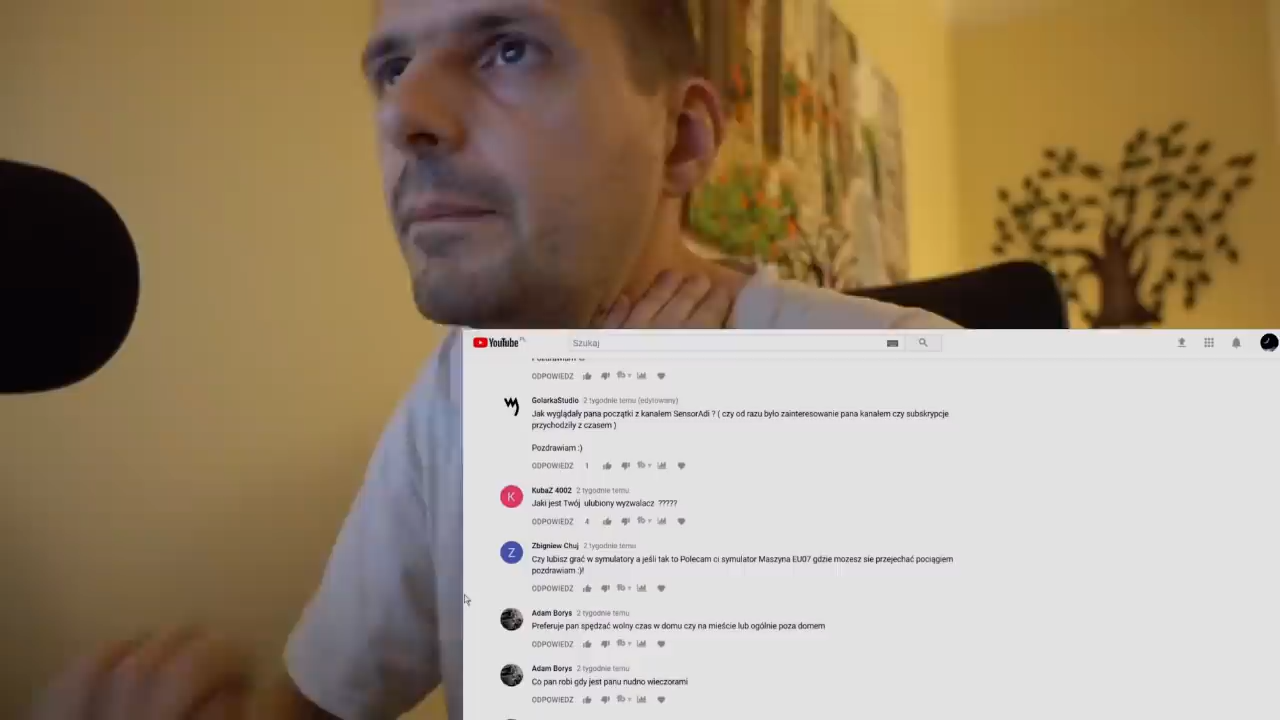 YouTube PL
Szukaj
Pozdrawiam
ODPOWIEDZ
GolarkaStudio 2 tygodnie temu (edytowany)
Jak wyglądały pana początki z kanałem SensorAdi ? ( czy od razu było zainteresowanie pana kanałem czy subskrypcje
przychodziły z czasem )
Pozdrawiam :)
ODPOWIEDZ 1
K
KubaZ 4002 2 tygodnie temu
Jaki jest Twój ulubiony wyzwalacz ?????
ODPOWIEDZ 4
Z
Zbigniew Chuj 2 tygodnie temu
Czy lubisz grać w symulatory a jeśli tak to Polecam ci symulator Maszyna EU07 gdzie mozesz sie przejechać pociągiem
pozdrawiam :)!
ODPOWIEDZ
Adam Borys 2 tygodnie temu
Preferuje pan spędzać wolny czas w domu czy na mieście lub ogólnie poza domem
ODPOWIEDZ
Adam Borys 2 tygodnie temu
Co pan robi gdy jest panu nudno wieczorami
ODPOWIEDZ